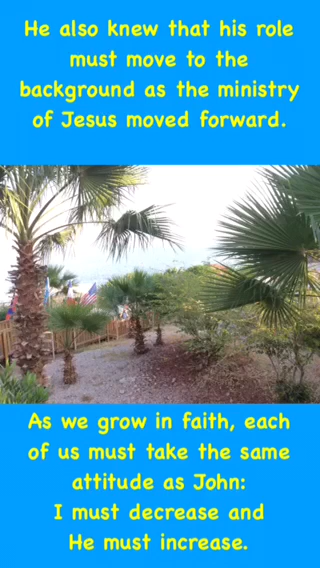 He also knew that his role
must move to the
background as the ministry
of Jesus moved forward.
As we grow in faith, each
of us must take the same
attitude as John:
I must decrease and
He must increase.